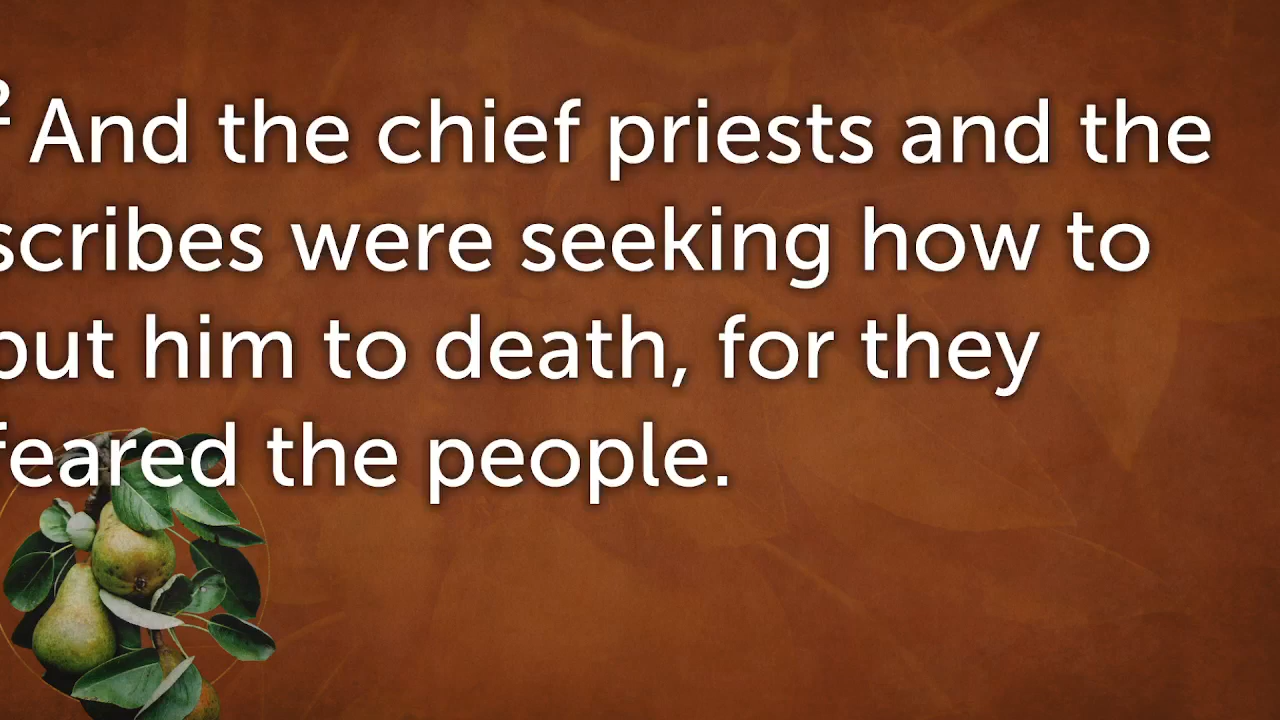 2 And the chief priests and the
scribes were seeking how to
put him to death, for they
feared the people.